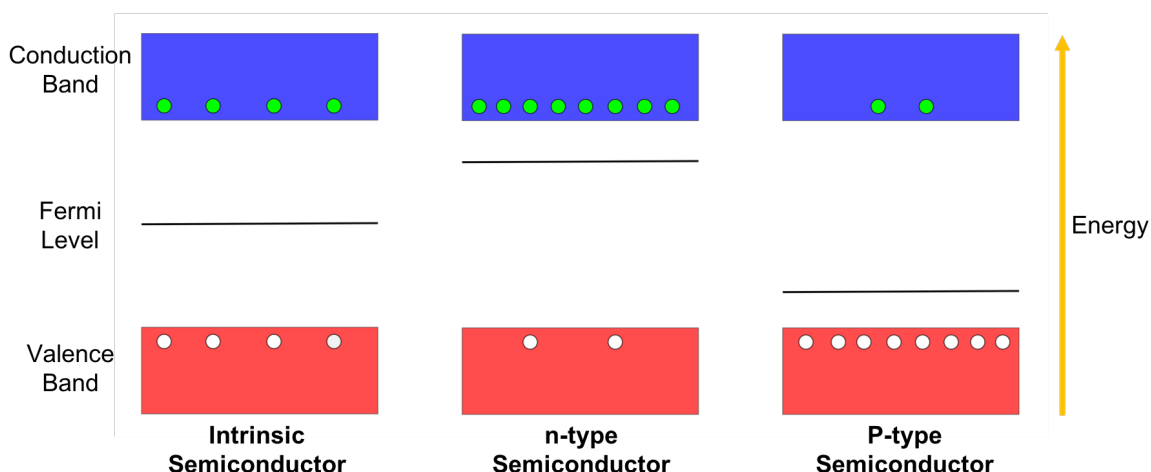 Conduction
Band
Fermi
Level
Energy
Valence
Band
Intrinsic
Semiconductor
n-type
Semiconductor
P-type
Semiconductor